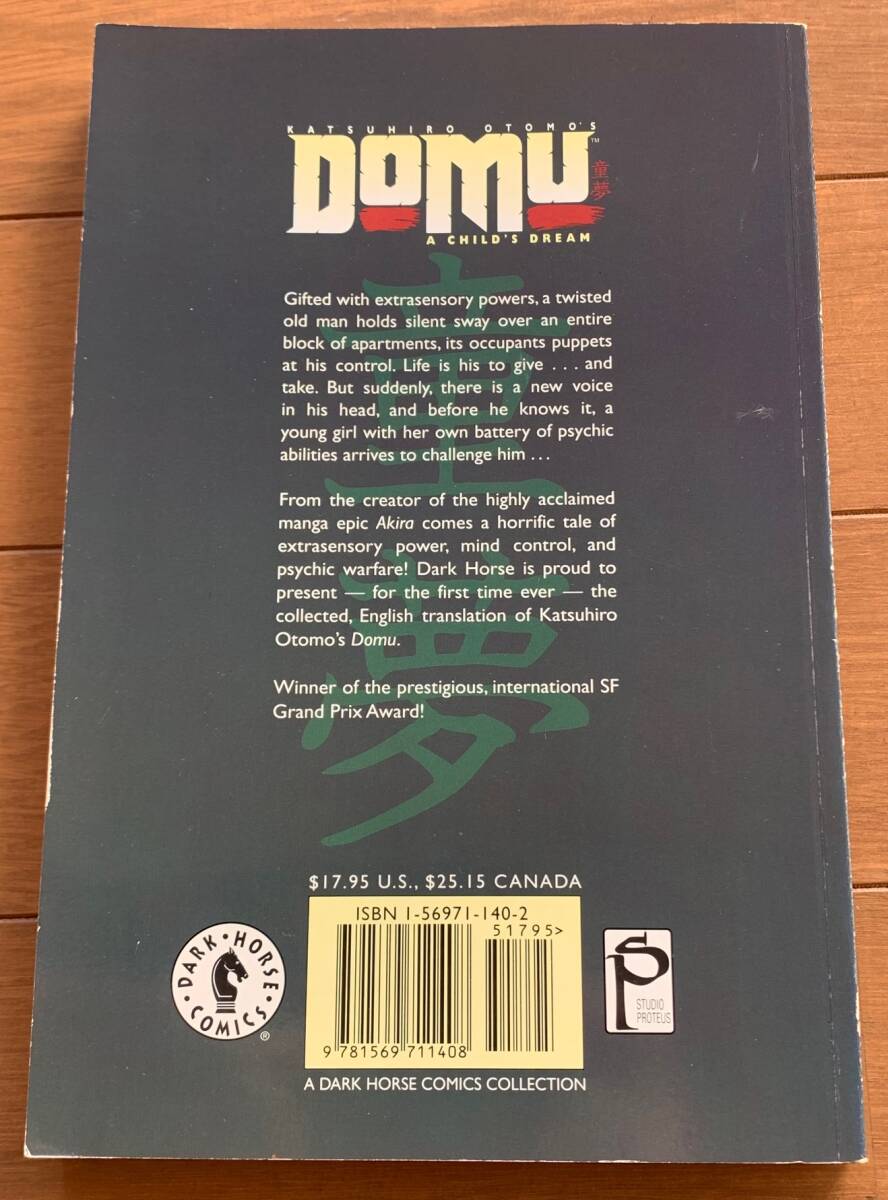 KATSUHIRO OTOMO'S
DOMU™
童夢
A CHILD'S DREAM
童夢
Gifted with extrasensory powers, a twisted
old man holds silent sway over an entire
block of apartments, its occupants puppets
at his control. Life is his to give . . . and
take. But suddenly, there is a new voice
in his head, and before he knows it, a
young girl with her own battery of psychic
abilities arrives to challenge him . . .
From the creator of the highly acclaimed
manga epic Akira comes a horrific tale of
extrasensory power, mind control, and
psychic warfare! Dark Horse is proud to
present — for the first time ever — the
collected, English translation of Katsuhiro
Otomo's Domu.
Winner of the prestigious, international SF
Grand Prix Award!
$17.95 U.S., $25.15 CANADA
ISBN 1-56971-140-2
51795>
9 781569 711408
DARK • HORSE • COMICS •®
SP
STUDIO
PROTEUS
A DARK HORSE COMICS COLLECTION